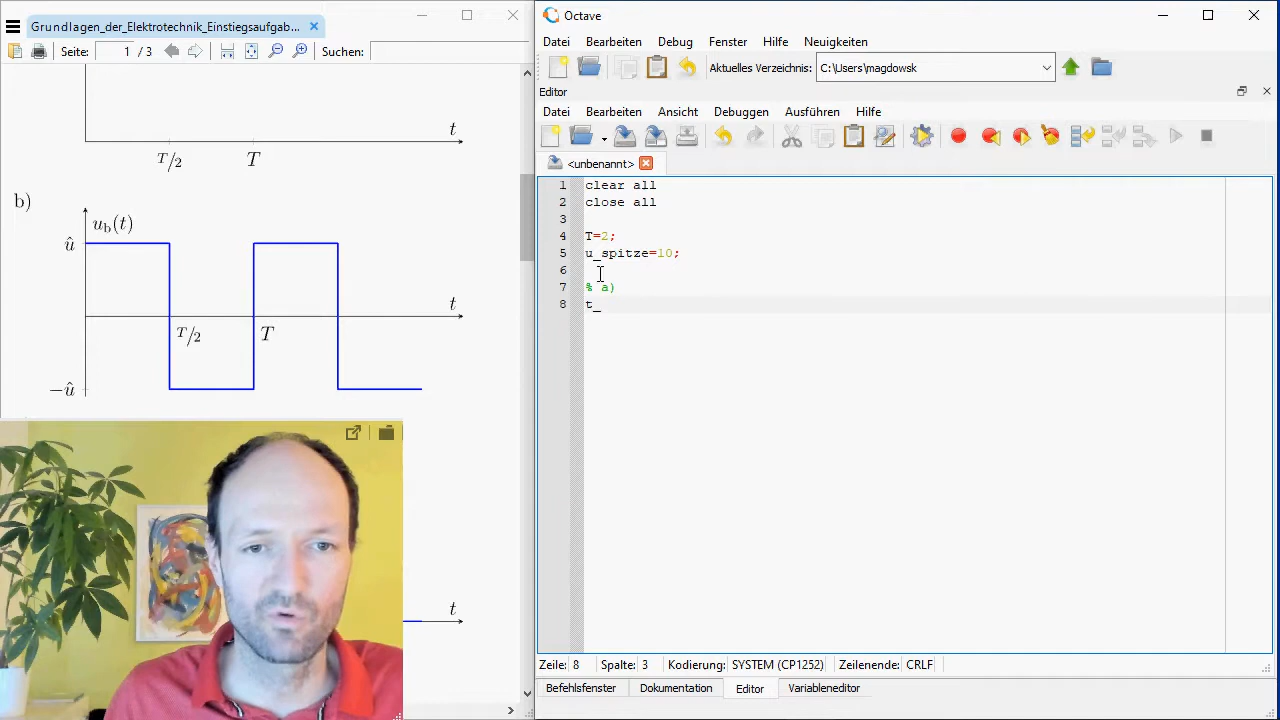 Grundlagen_der_Elektrotechnik_Einstiegsaufgab...
Seite: 1 / 3 Suchen:
t
T/2 T
b)
u_b(t)
û
t
T/2 T
−û
t
Octave
Datei Bearbeiten Debug Fenster Hilfe Neuigkeiten
Aktuelles Verzeichnis: C:\Users\magdowsk
Editor
Datei Bearbeiten Ansicht Debuggen Ausführen Hilfe
<unbenannt>
1 clear all
2 close all
3
4 T=2;
5 u_spitze=10;
6
7 % a)
8 t_
Zeile: 8 Spalte: 3 Kodierung: SYSTEM (CP1252) Zeilenende: CRLF
Befehlsfenster Dokumentation Editor Variableneditor